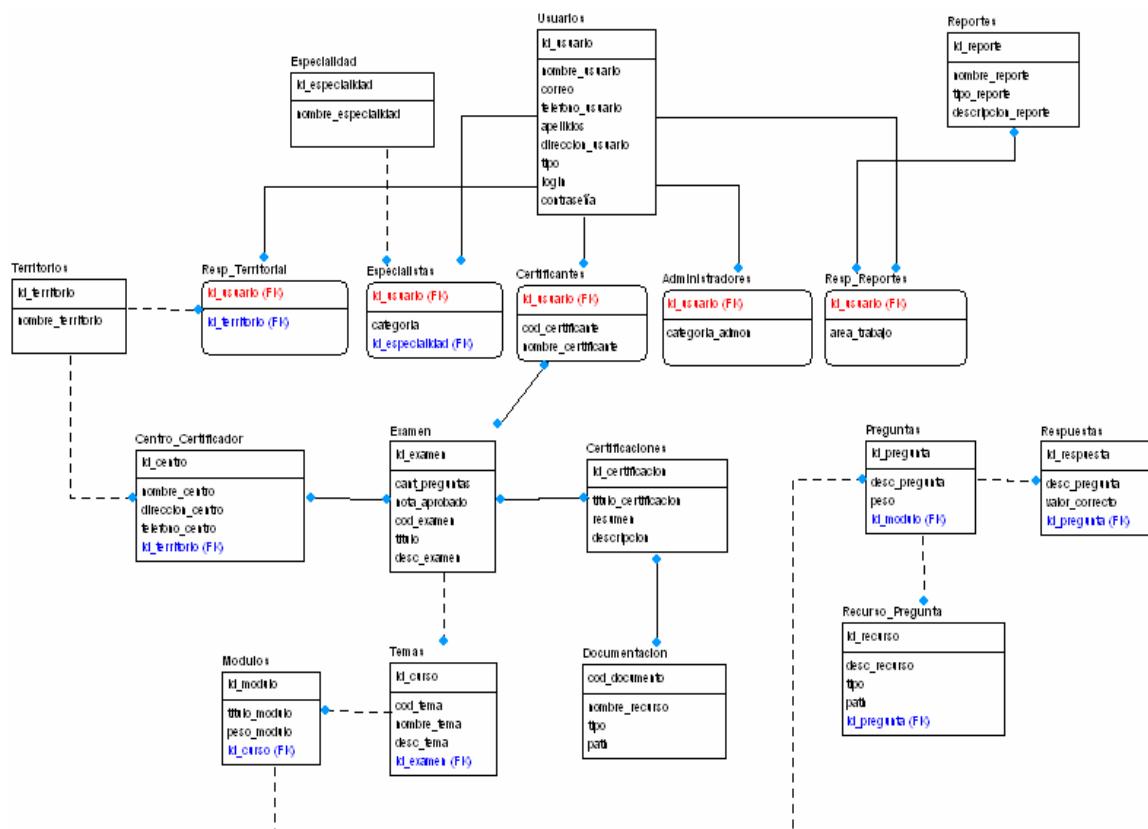 Usuarios
id_usuario
nombre_usuario
correo
telefono_usuario
apellidos
direccion_usuario
tipo
login
contraseña
Reportes
id_reporte
nombre_reporte
tipo_reporte
descripcion_reporte
Especialidad
id_especialidad
nombre_especialidad
Territorios
id_territorio
nombre_territorio
Resp_Territorial
id_usuario (FK)
id_territorio (FK)
Especialistas
id_usuario (FK)
categoria
id_especialidad (FK)
Certificantes
id_usuario (FK)
cod_certificante
nombre_certificante
Administradores
id_usuario (FK)
categoria_admon
Resp_Reportes
id_usuario (FK)
area_trabajo
Centro_Certificador
id_centro
nombre_centro
direccion_centro
telefono_centro
id_territorio (FK)
Examen
id_examen
cant_preguntas
nota_aprobado
cod_examen
titulo
desc_examen
Certificaciones
id_certificacion
titulo_certificacion
resumen
descripcion
Preguntas
id_pregunta
desc_pregunta
peso
id_modulo (FK)
Respuestas
id_respuesta
desc_pregunta
valor_correcto
id_pregunta (FK)
Recurso_Pregunta
id_recurso
desc_recurso
tipo
path
id_pregunta (FK)
Modulos
id_modulo
titulo_modulo
peso_modulo
id_curso (FK)
Temas
id_curso
cod_tema
nombre_tema
desc_tema
id_examen (FK)
Documentacion
cod_documento
nombre_recurso
tipo
path